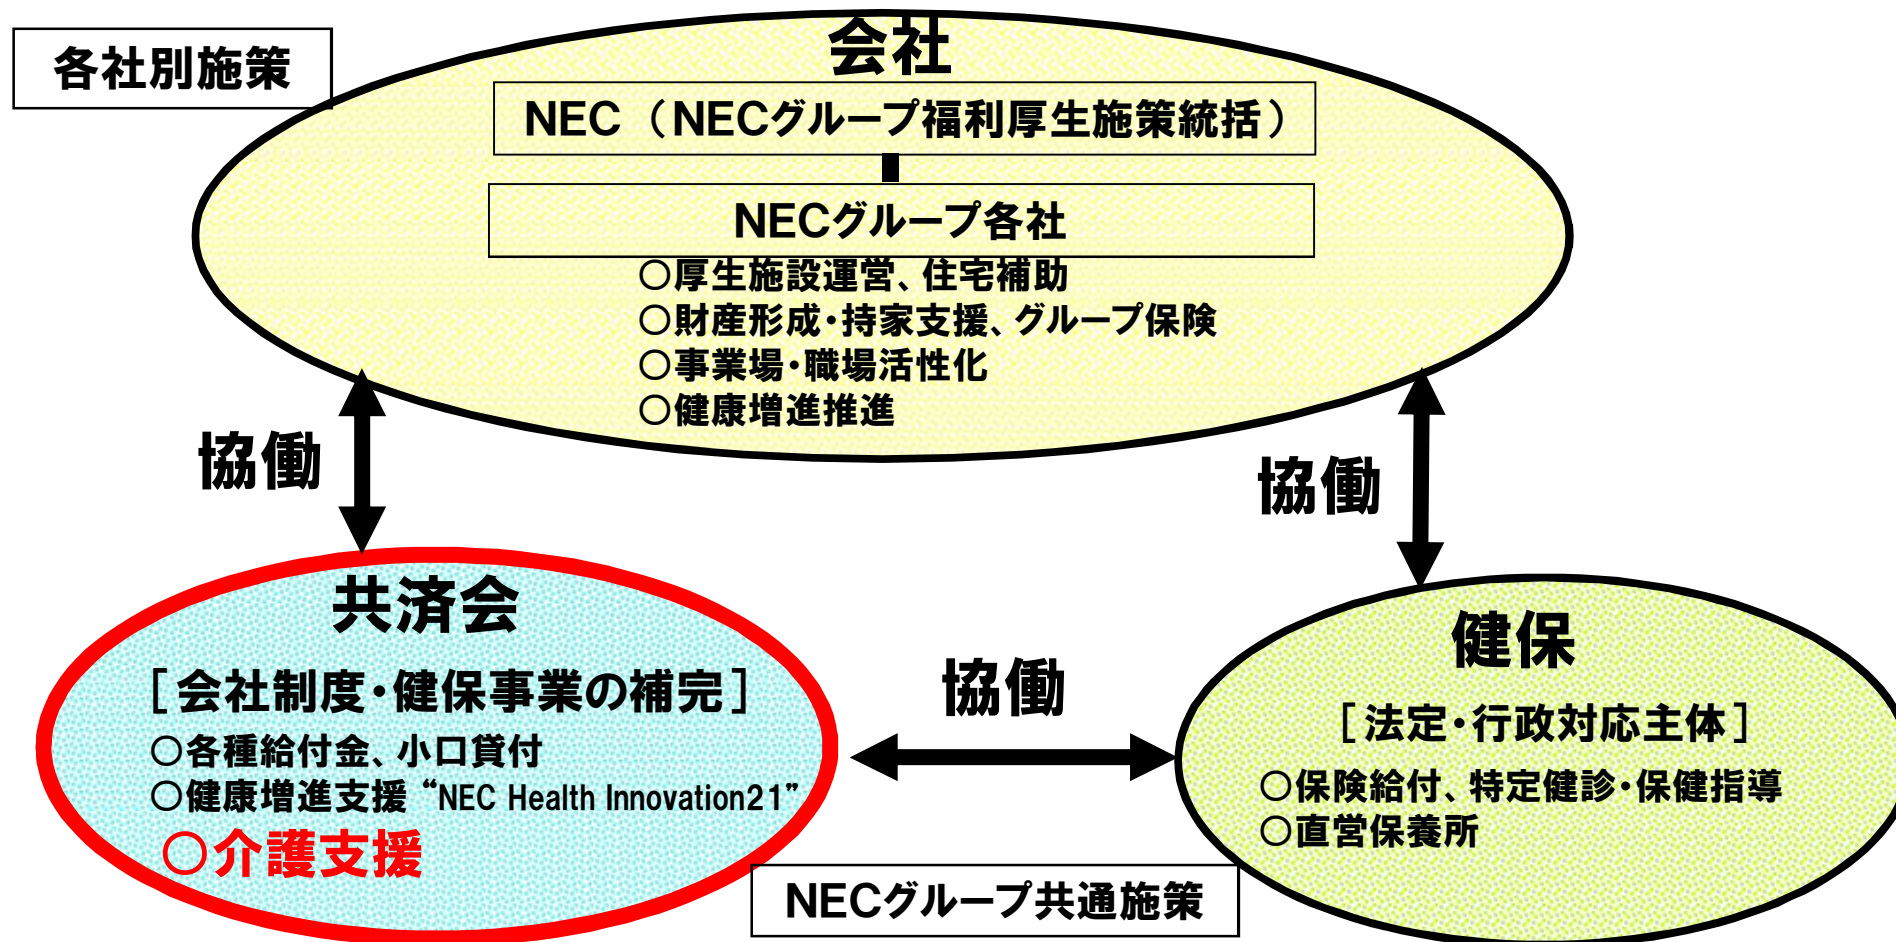 会社
各社別施策
NEC（NECグループ福利厚生施策統括）
NECグループ各社
○厚生施設運営、住宅補助
○財産形成・持家支援、グループ保険
○事業場・職場活性化
○健康増進推進
協働
協働
共済会
［会社制度・健保事業の補完］
○各種給付金、小口貸付
○健康増進支援“NEC Health Innovation21”
○介護支援
協働
健保
［法定・行政対応主体］
○保険給付、特定健診・保健指導
○直営保養所
NECグループ共通施策